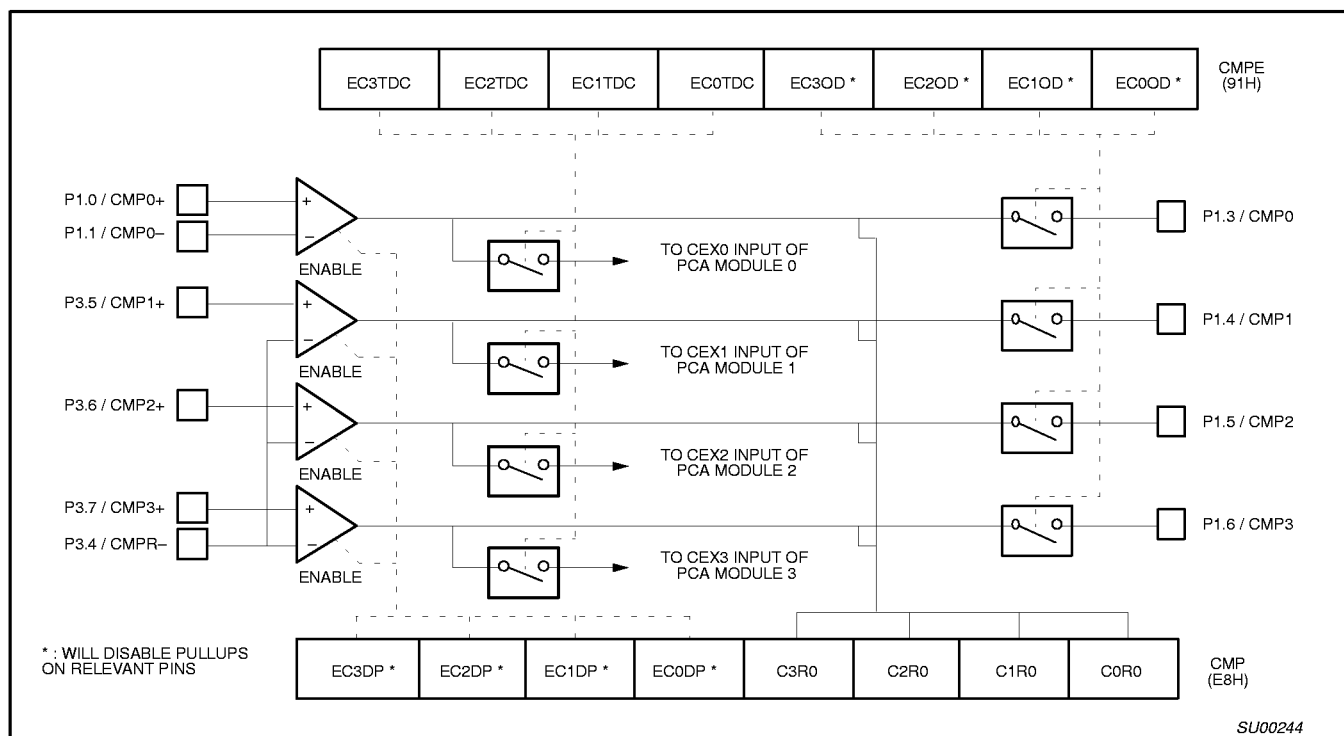 EC3TDC EC2TDC EC1TDC EC0TDC EC3OD * EC2OD * EC1OD * EC0OD *
CMPE
(91H)
P1.0 / CMP0+
+
P1.1 / CMP0–
–
ENABLE
TO CEX0 INPUT OF
PCA MODULE 0
P1.3 / CMP0
P3.5 / CMP1+
+
–
ENABLE
TO CEX1 INPUT OF
PCA MODULE 1
P1.4 / CMP1
P3.6 / CMP2+
+
–
ENABLE
TO CEX2 INPUT OF
PCA MODULE 2
P1.5 / CMP2
P3.7 / CMP3+
+
P3.4 / CMPR–
–
ENABLE
TO CEX3 INPUT OF
PCA MODULE 3
P1.6 / CMP3
* : WILL DISABLE PULLUPS
ON RELEVANT PINS
EC3DP * EC2DP * EC1DP * EC0DP * C3R0 C2R0 C1R0 C0R0
CMP
(E8H)
SU00244